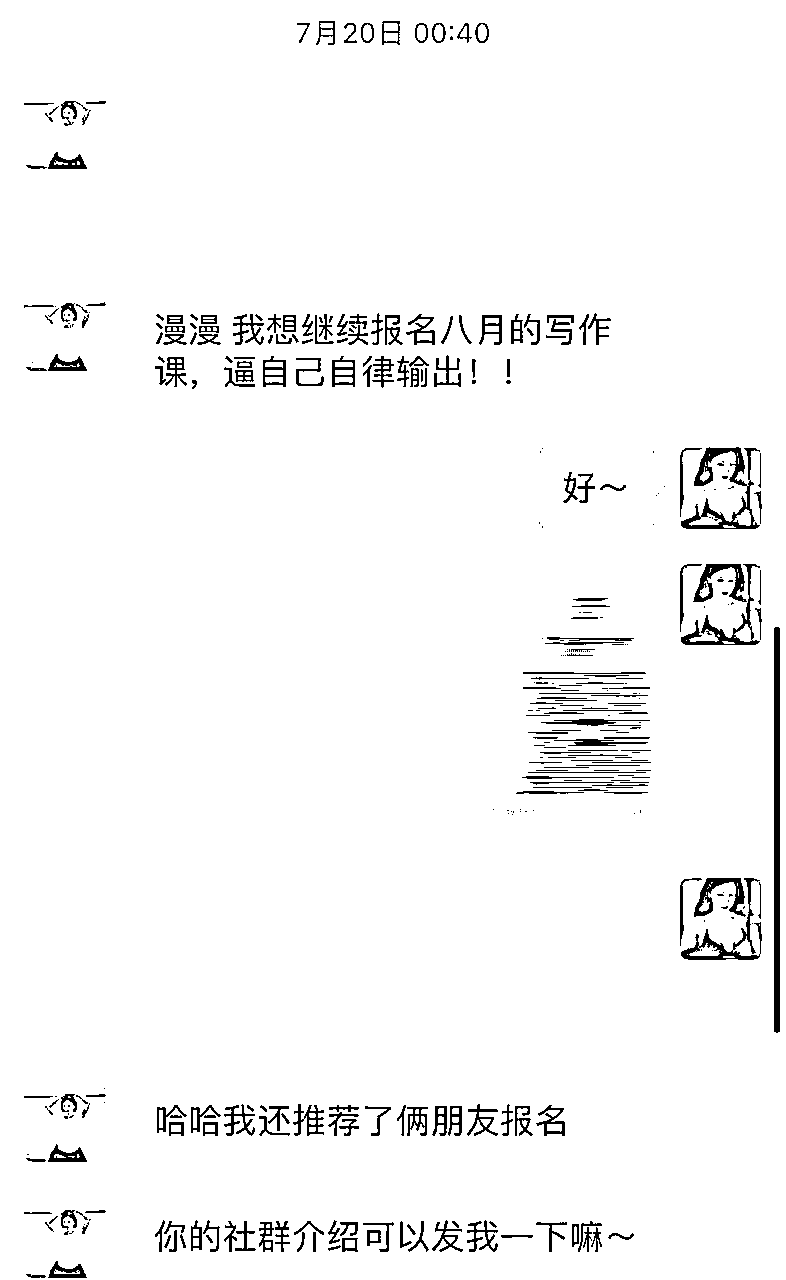 7月20日 00:40
漫漫 我想继续报名八月的写作
课，逼自己自律输出！！
好～
哈哈我还推荐了俩朋友报名
你的社群介绍可以发我一下嘛～